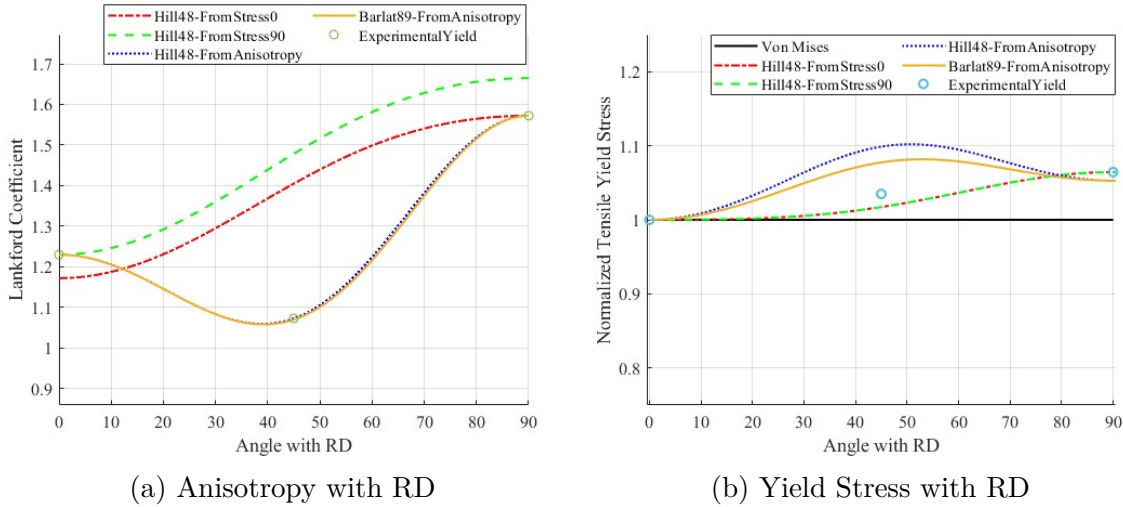 Hill48-FromStress0
Hill48-FromStress90
Hill48-FromAnisotropy
Barlat89-FromAnisotropy
ExperimentalYield
Lankford Coefficient
1.7
1.6
1.5
1.4
1.3
1.2
1.1
1
0.9
0 10 20 30 40 50 60 70 80 90
Angle with RD
(a) Anisotropy with RD
Von Mises
Hill48-FromStress0
Hill48-FromStress90
Hill48-FromAnisotropy
Barlat89-FromAnisotropy
ExperimentalYield
Normalized Tensile Yield Stress
1.2
1.1
1
0.9
0.8
0 10 20 30 40 50 60 70 80 90
Angle with RD
(b) Yield Stress with RD